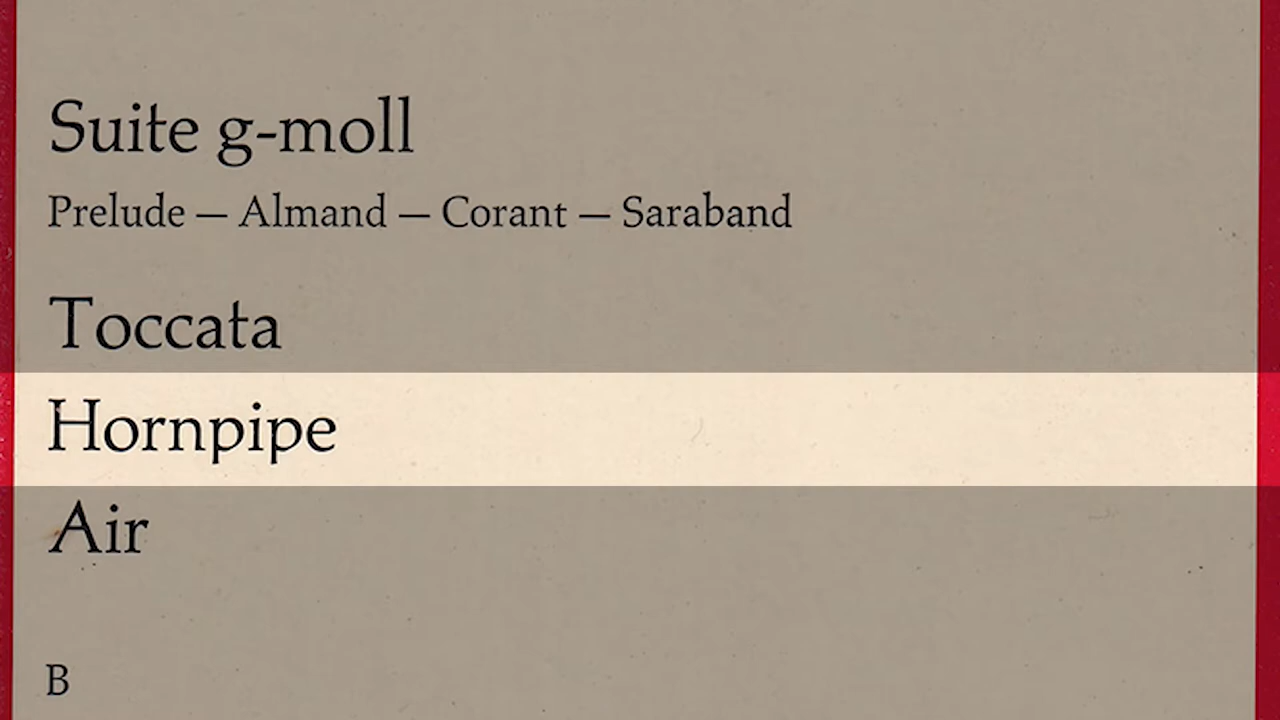 Suite g-moll
Prelude — Almand — Corant — Saraband
Toccata
Hornpipe
Air
B